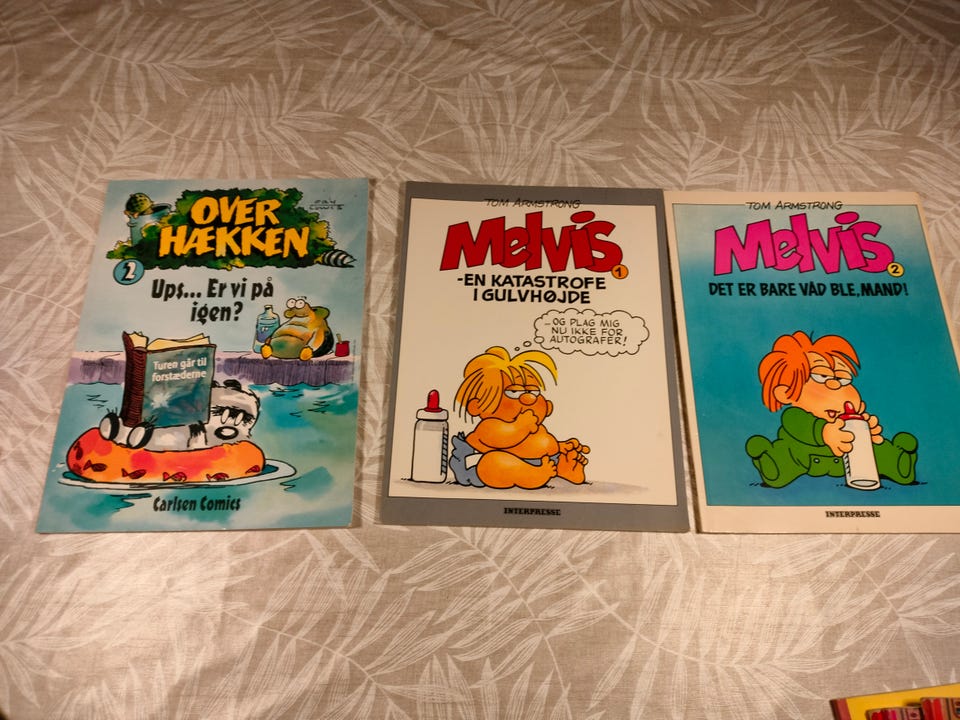 OVER
HÆKKEN
2
Ups... Er vi på
igen?
Turen går til
forstæderne
Carlsen Comics
TOM ARMSTRONG
Melvis
1
-EN KATASTROFE
I GULVHØJDE
...OG PLAG MIG
NU IKKE FOR
AUTOGRAFER!
INTERPRESSE
TOM ARMSTRONG
Melvis
2
DET ER BARE VÅD BLE, MAND!
INTERPRESSE